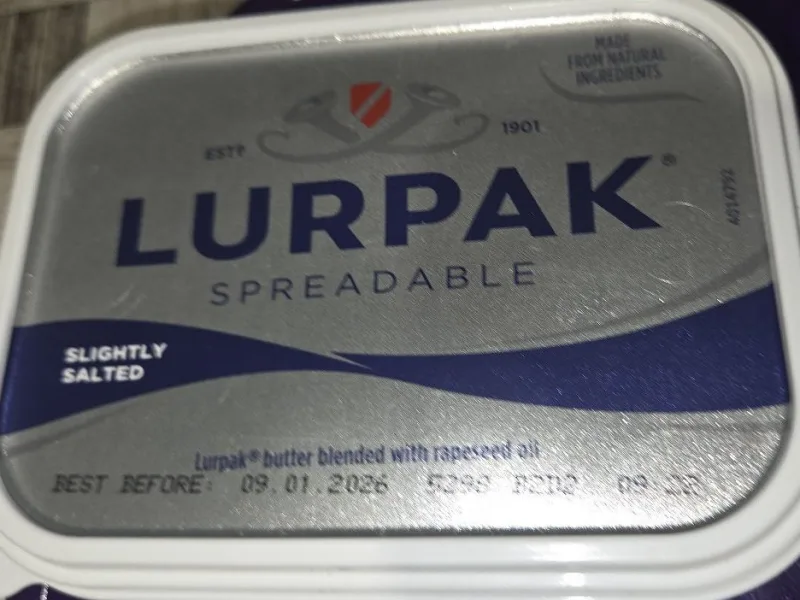 MADE
FROM NATURAL
INGREDIENTS
ESTD 1901
LURPAK®
SPREADABLE
SLIGHTLY
SALTED
Lurpak® butter blended with rapeseed oil
BEST BEFORE: 09.01.2026